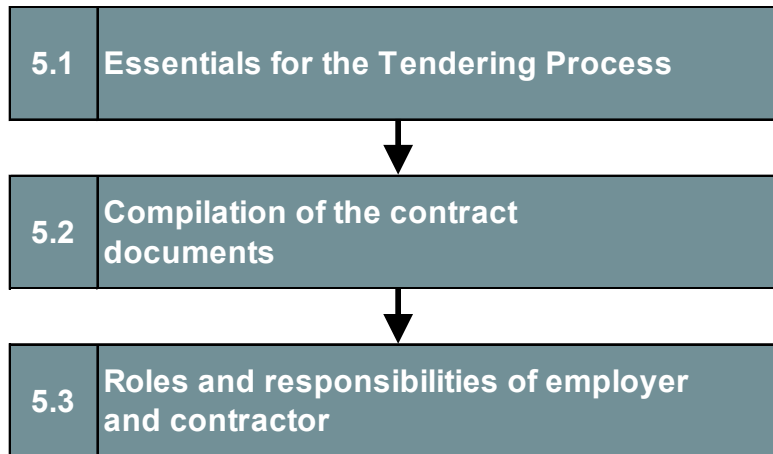 5.1 Essentials for the Tendering Process
5.2 Compilation of the contract
documents
5.3 Roles and responsibilities of employer
and contractor